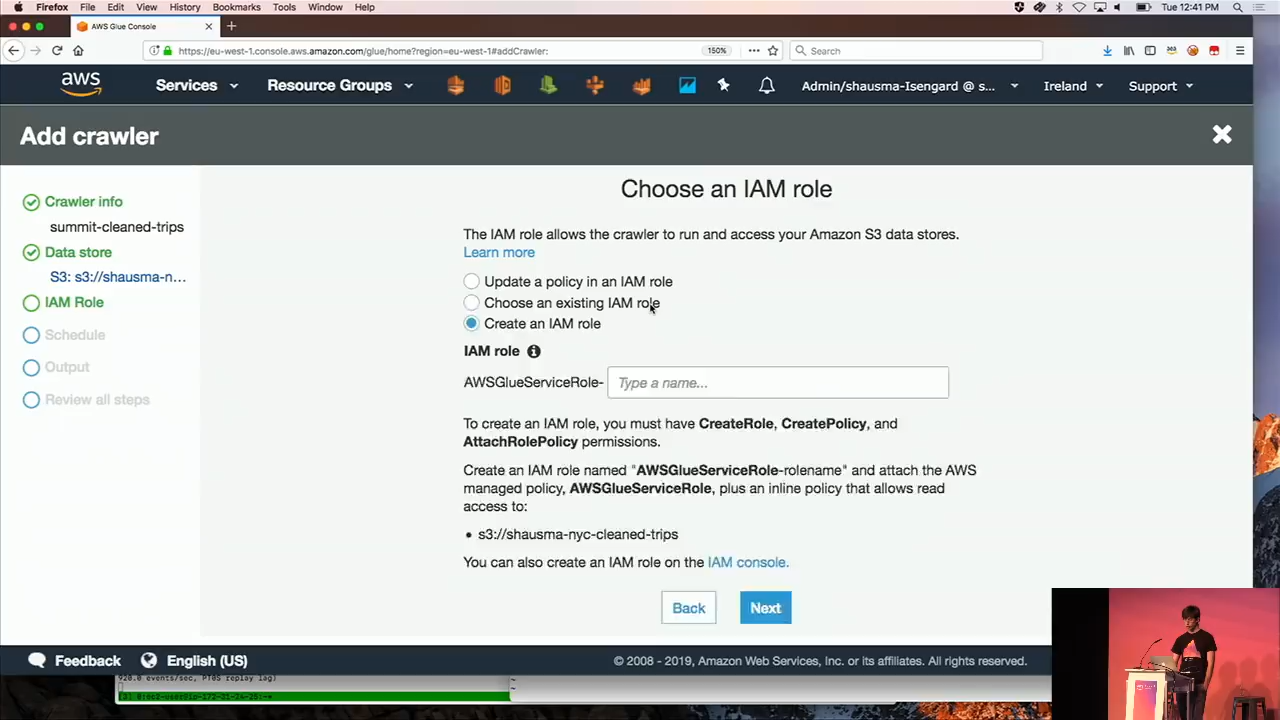 Firefox File Edit View History Bookmarks Tools Window Help Tue 12:41 PM
AWS Glue Console
https://eu-west-1.console.aws.amazon.com/glue/home?region=eu-west-1#addCrawler: 150% Search
aws Services Resource Groups Admin/shausma-Isengard @ s... Ireland Support
Add crawler
Crawler info
summit-cleaned-trips
Data store
S3: s3://shausma-n...
IAM Role
Schedule
Output
Review all steps
Choose an IAM role
The IAM role allows the crawler to run and access your Amazon S3 data stores.
Learn more
Update a policy in an IAM role
Choose an existing IAM role
Create an IAM role
IAM role
AWSGlueServiceRole- Type a name...
To create an IAM role, you must have CreateRole, CreatePolicy, and
AttachRolePolicy permissions.
Create an IAM role named "AWSGlueServiceRole-rolename" and attach the AWS
managed policy, AWSGlueServiceRole, plus an inline policy that allows read
access to:
• s3://shausma-nyc-cleaned-trips
You can also create an IAM role on the IAM console.
Back Next
Feedback English (US) © 2008 - 2019, Amazon Web Services, Inc. or its affiliates. All rights reserved.
920.0 events/sec, PT0S replay lag)